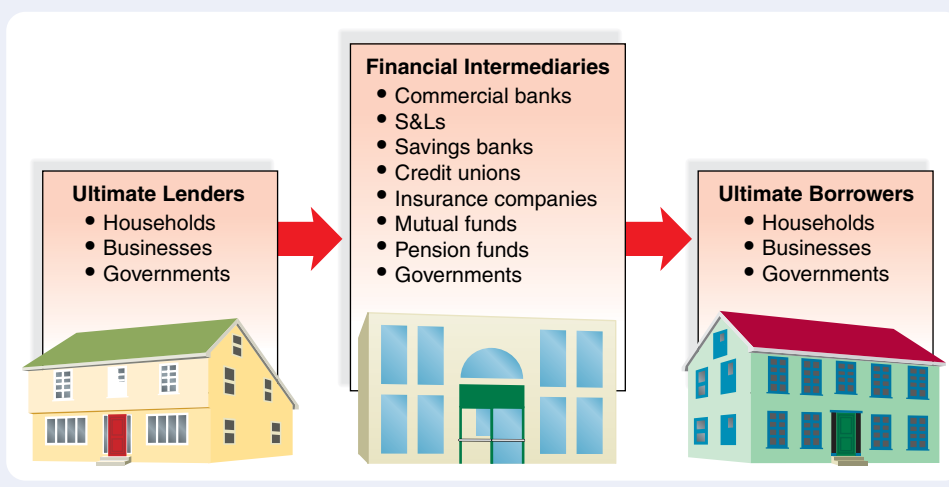 Ultimate Lenders
• Households
• Businesses
• Governments
Financial Intermediaries
• Commercial banks
• S&Ls
• Savings banks
• Credit unions
• Insurance companies
• Mutual funds
• Pension funds
• Governments
Ultimate Borrowers
• Households
• Businesses
• Governments